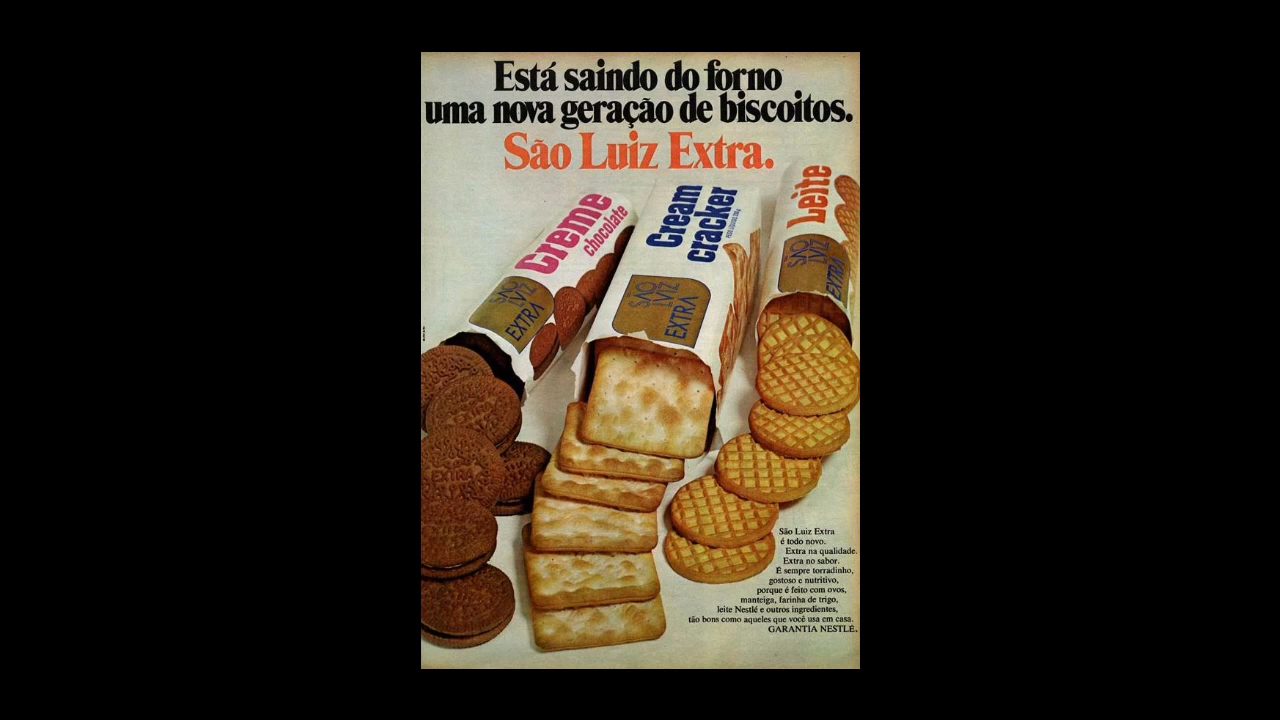 Está saindo do forno
uma nova geração de biscoitos.
São Luiz Extra.
Creme
chocolate
SÃO
LVIZ
EXTRA
Cream
cracker
SÃO
LVIZ
EXTRA
Leite
SÃO
LVIZ
EXTRA
São Luiz Extra
é todo novo.
Extra na qualidade.
Extra no sabor.
É sempre torradinho,
gostoso e nutritivo,
porque é feito com ovos,
manteiga, farinha de trigo,
leite Nestlé e outros ingredientes,
tão bons como aqueles que você usa em casa.
GARANTIA NESTLÉ.